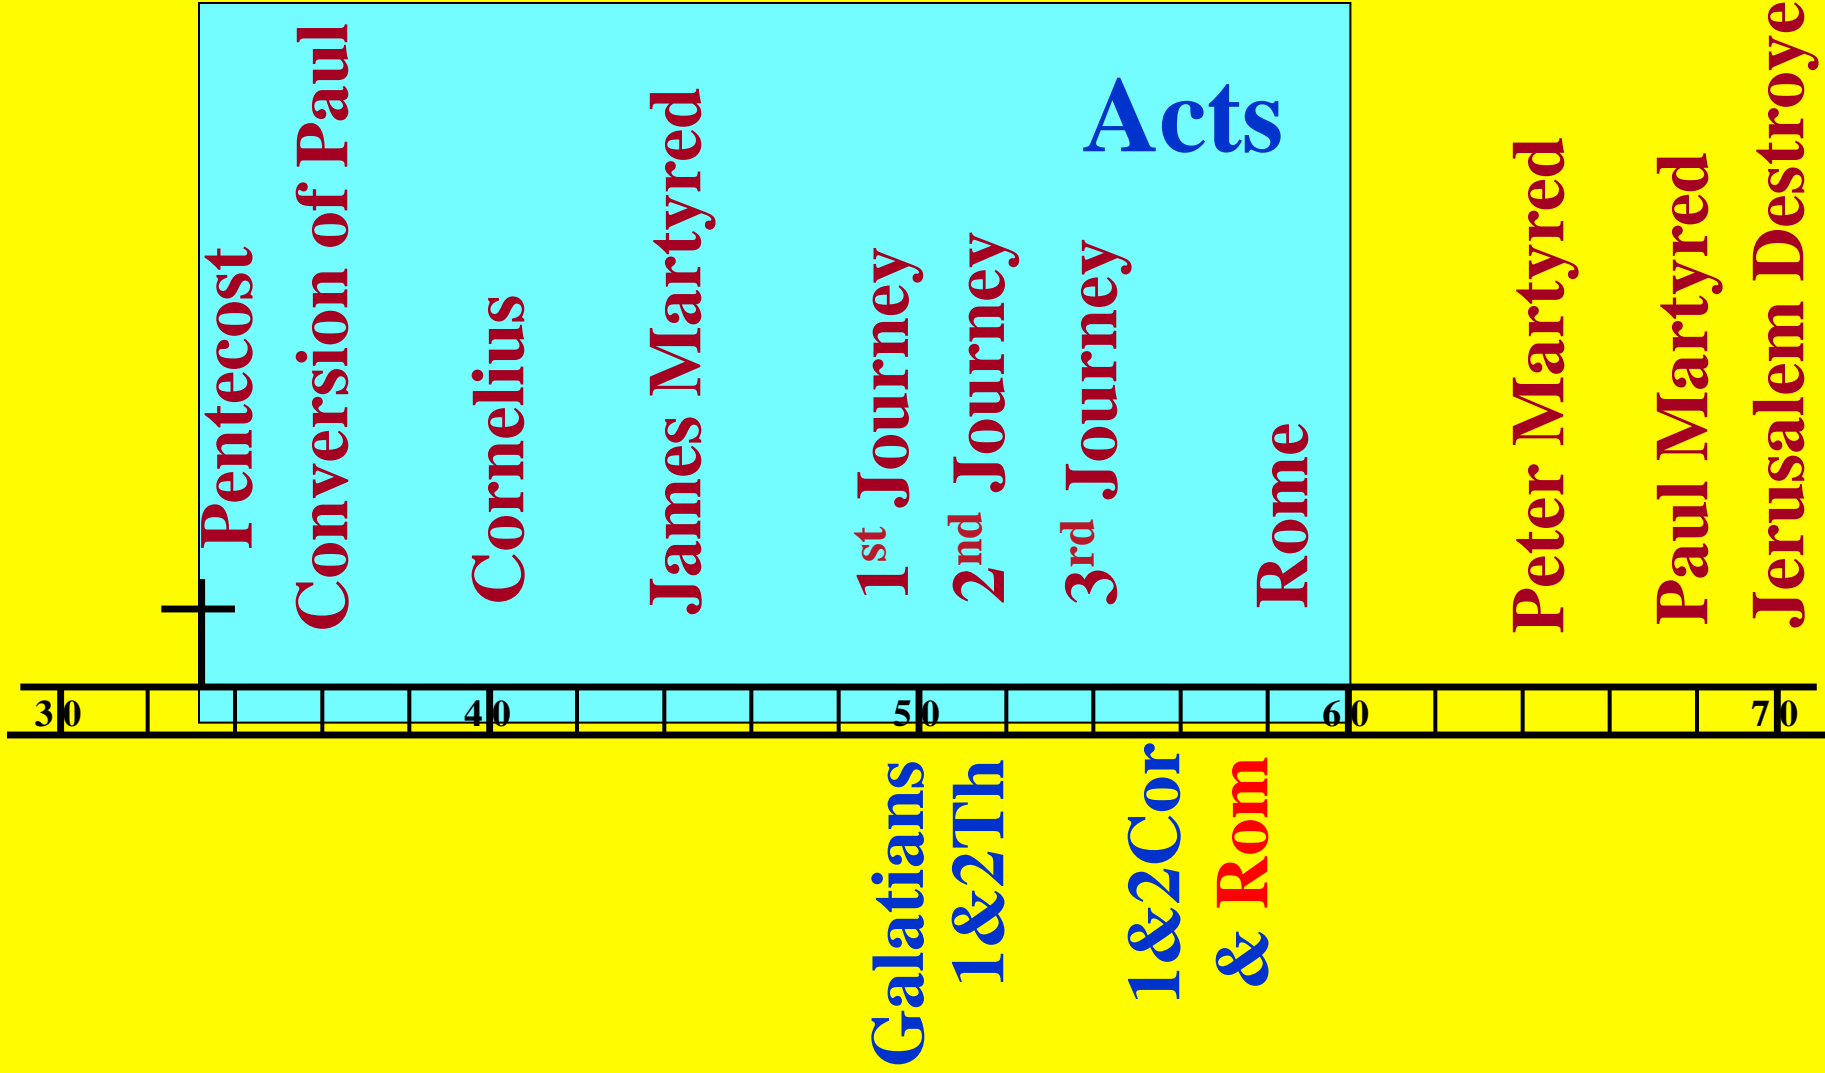 Acts
Pentecost
Conversion of Paul
Cornelius
James Martyred
1st Journey
2nd Journey
3rd Journey
Rome
Peter Martyred
Paul Martyred
Jerusalem Destroye
30
40
50
60
70
Galatians
1&2Th
1&2Cor
& Rom